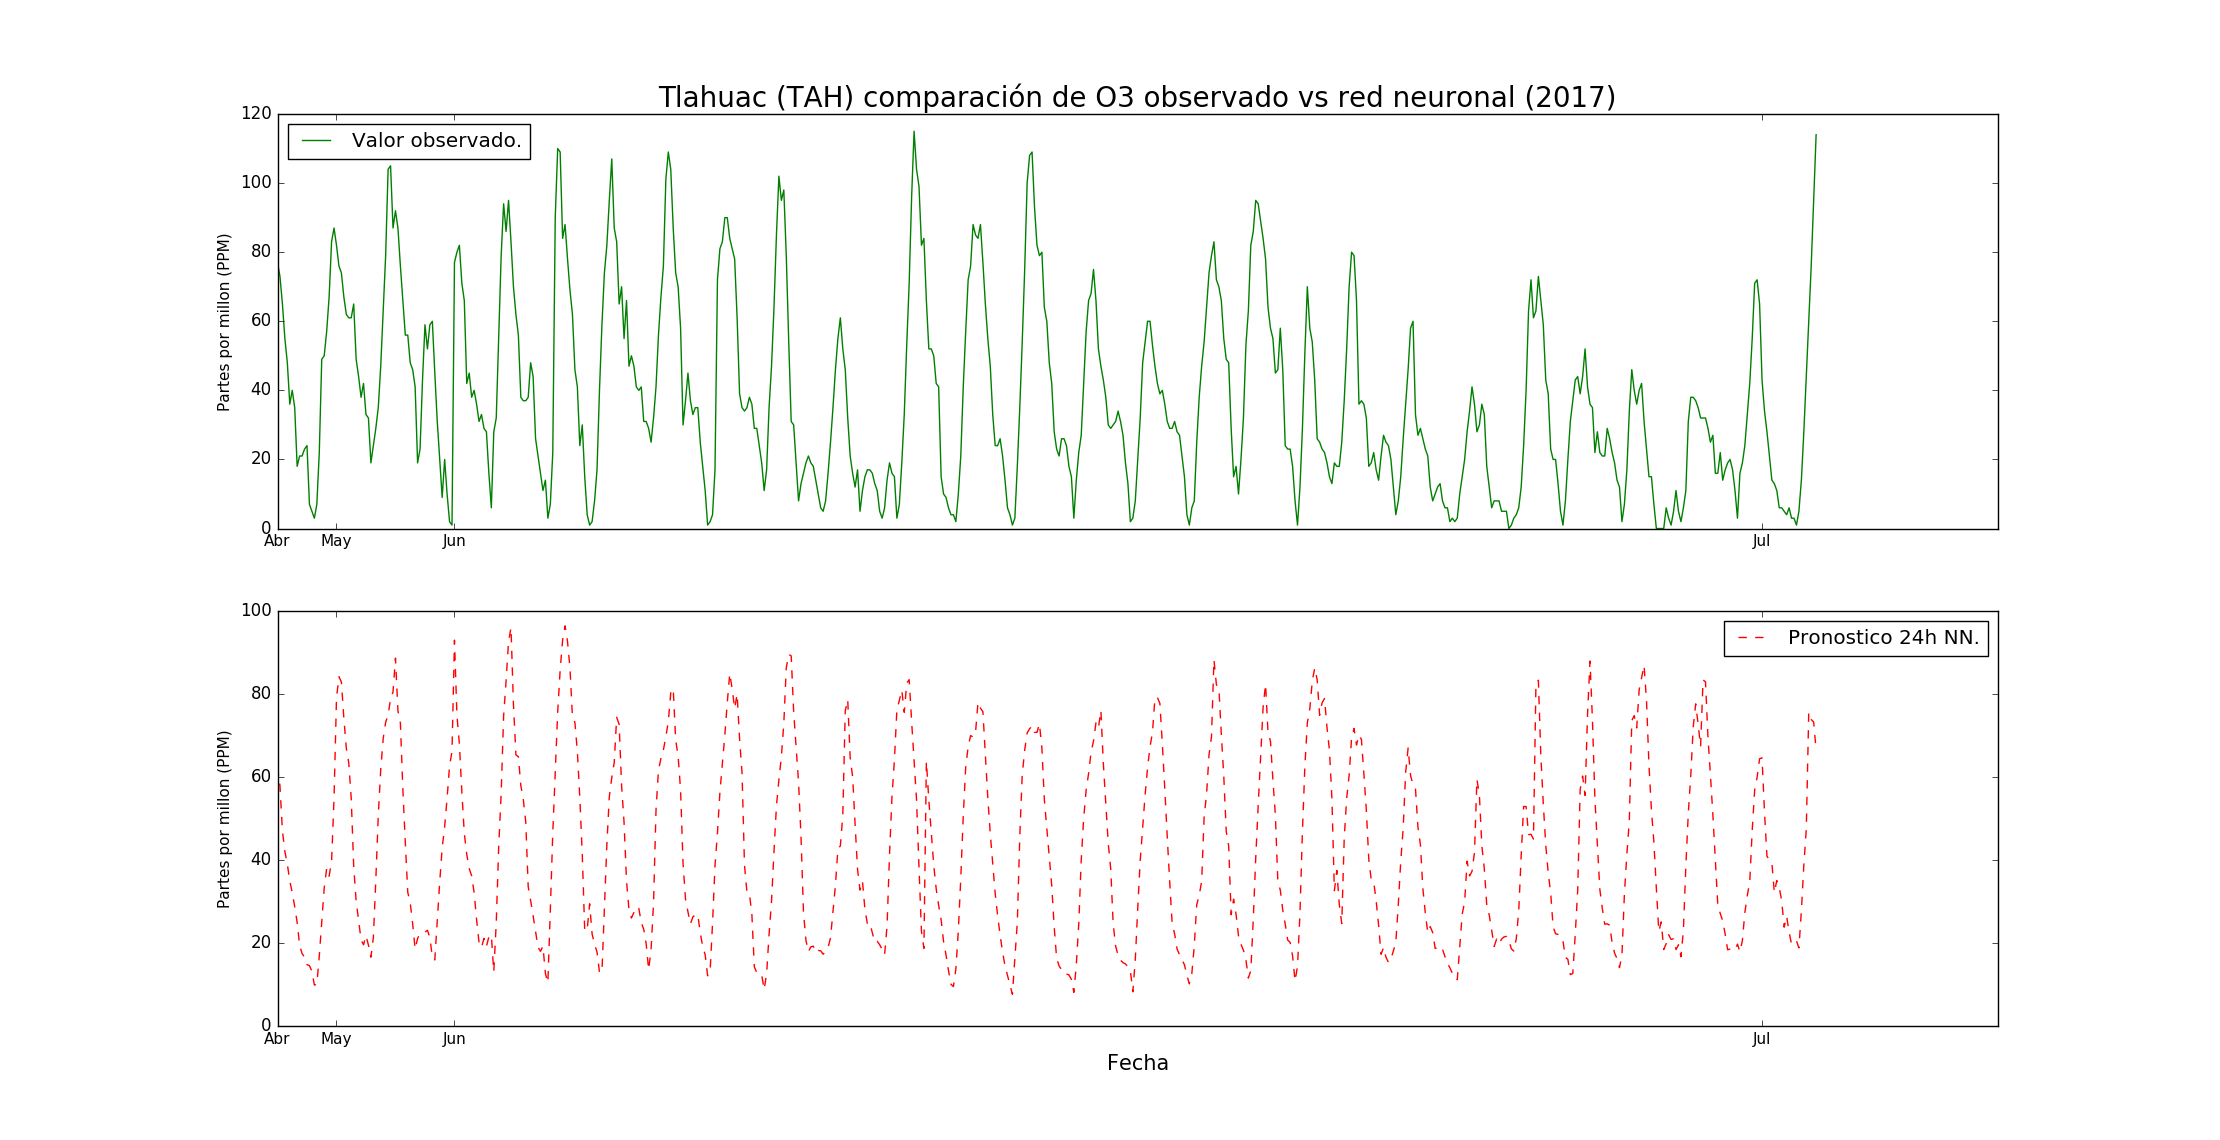 Tlahuac (TAH) comparación de O3 observado vs red neuronal (2017)
120
100
80
60
40
20
0
Partes por millon (PPM)
Valor observado.
Abr May Jun Jul
100
80
60
40
20
0
Partes por millon (PPM)
Pronostico 24h NN.
Abr May Jun Jul
Fecha